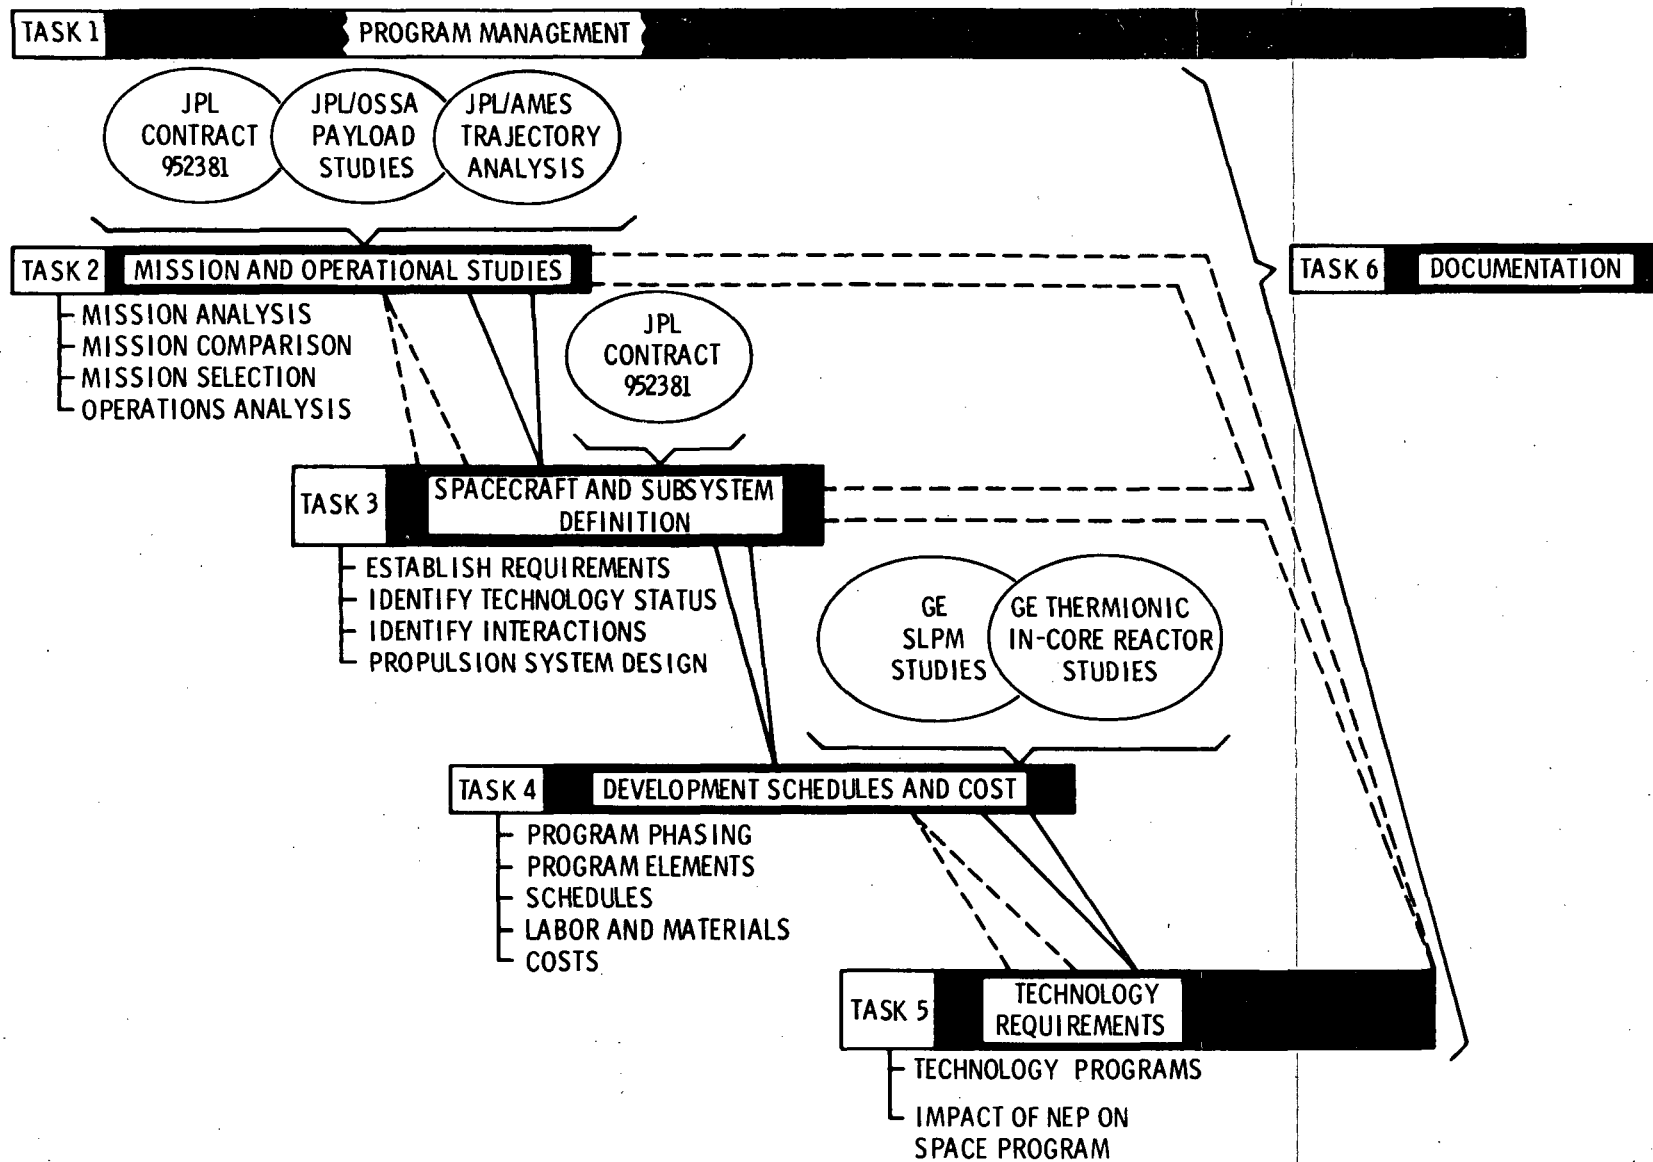 TASK 1
PROGRAM MANAGEMENT
JPL
CONTRACT
952381
JPL/OSSA
PAYLOAD
STUDIES
JPL/AMES
TRAJECTORY
ANALYSIS
TASK 2
MISSION AND OPERATIONAL STUDIES
MISSION ANALYSIS
MISSION COMPARISON
MISSION SELECTION
OPERATIONS ANALYSIS
TASK 6
DOCUMENTATION
JPL
CONTRACT
952381
TASK 3
SPACECRAFT AND SUBSYSTEM
DEFINITION
ESTABLISH REQUIREMENTS
IDENTIFY TECHNOLOGY STATUS
IDENTIFY INTERACTIONS
PROPULSION SYSTEM DESIGN
GE
SLPM
STUDIES
GE THERMIONIC
IN-CORE REACTOR
STUDIES
TASK 4
DEVELOPMENT SCHEDULES AND COST
PROGRAM PHASING
PROGRAM ELEMENTS
SCHEDULES
LABOR AND MATERIALS
COSTS
TASK 5
TECHNOLOGY
REQUIREMENTS
TECHNOLOGY PROGRAMS
IMPACT OF NEP ON
SPACE PROGRAM